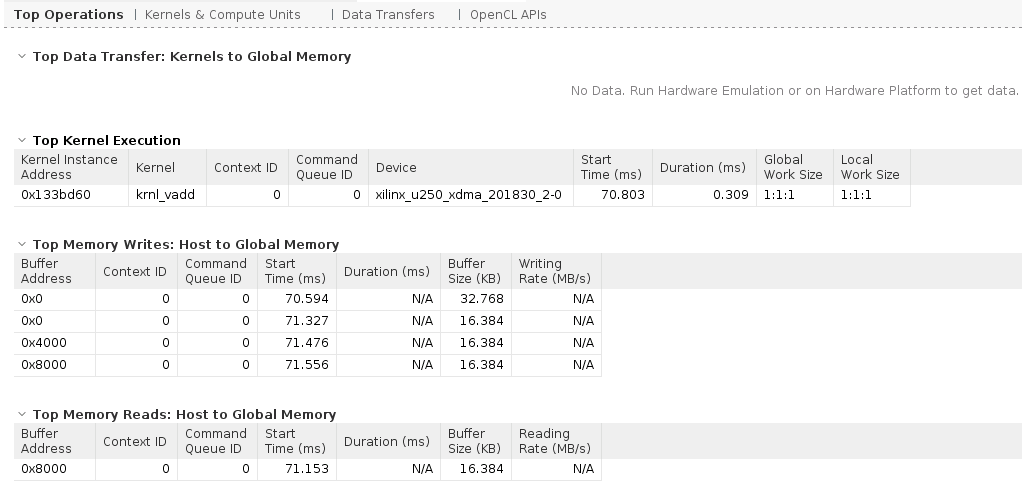 Top Operations | Kernels & Compute Units | Data Transfers | OpenCL APIs
Top Data Transfer: Kernels to Global Memory
No Data. Run Hardware Emulation or on Hardware Platform to get data.
Top Kernel Execution
Kernel Instance Address Kernel Context ID Command Queue ID Device Start Time (ms) Duration (ms) Global Work Size Local Work Size
0x133bd60 krnl_vadd 0 0 xilinx_u250_xdma_201830_2-0 70.803 0.309 1:1:1 1:1:1
Top Memory Writes: Host to Global Memory
Buffer Address Context ID Command Queue ID Start Time (ms) Duration (ms) Buffer Size (KB) Writing Rate (MB/s)
0x0 0 0 70.594 N/A 32.768 N/A
0x0 0 0 71.327 N/A 16.384 N/A
0x4000 0 0 71.476 N/A 16.384 N/A
0x8000 0 0 71.556 N/A 16.384 N/A
Top Memory Reads: Host to Global Memory
Buffer Address Context ID Command Queue ID Start Time (ms) Duration (ms) Buffer Size (KB) Reading Rate (MB/s)
0x8000 0 0 71.153 N/A 16.384 N/A